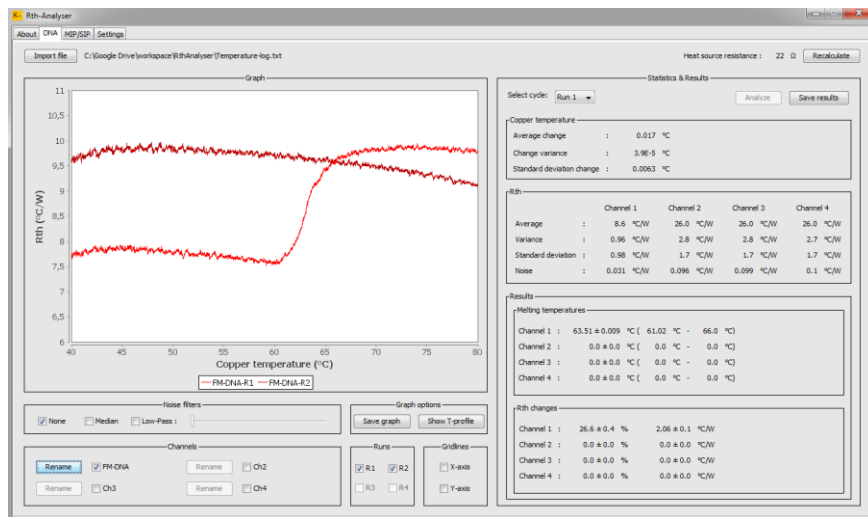 Rth-Analyser
About DNA MIP/SIP Settings
Import file C:\Google Drive\workspace\RthAnalyser\Temperature-log.txt Heat source resistance : 22 Ω Recalculate
Graph
11
10,5
10
9,5
9
8,5
8
7,5
7
6,5
6
Rth (°C/W)
40 45 50 55 60 65 70 75 80
Copper temperature (°C)
FM-DNA-R1 FM-DNA-R2
Noise filters
None Median Low-Pass :
Graph options
Save graph Show T-profile
Channels
Rename FM-DNA Rename Ch2
Rename Ch3 Rename Ch4
Runs
R1 R2
R3 R4
Gridlines
X-axis
Y-axis
Statistics & Results
Select cycle: Run 1 Analyze Save results
Copper temperature
Average change : 0.017 °C
Change variance : 3.9E-5 °C
Standard deviation change : 0.0063 °C
Rth
Channel 1 Channel 2 Channel 3 Channel 4
Average : 8.6 °C/W 26.0 °C/W 26.0 °C/W 26.0 °C/W
Variance : 0.96 °C/W 2.8 °C/W 2.8 °C/W 2.7 °C/W
Standard deviation : 0.98 °C/W 1.7 °C/W 1.7 °C/W 1.7 °C/W
Noise : 0.031 °C/W 0.096 °C/W 0.099 °C/W 0.1 °C/W
Results
Melting temperatures
Channel 1 : 63.51 ± 0.009 °C ( 61.02 °C - 66.0 °C)
Channel 2 : 0.0 ± 0.0 °C ( 0.0 °C - 0.0 °C)
Channel 3 : 0.0 ± 0.0 °C ( 0.0 °C - 0.0 °C)
Channel 4 : 0.0 ± 0.0 °C ( 0.0 °C - 0.0 °C)
Rth changes
Channel 1 : 26.6 ± 0.4 % 2.06 ± 0.1 °C/W
Channel 2 : 0.0 ± 0.0 % 0.0 ± 0.0 °C/W
Channel 3 : 0.0 ± 0.0 % 0.0 ± 0.0 °C/W
Channel 4 : 0.0 ± 0.0 % 0.0 ± 0.0 °C/W